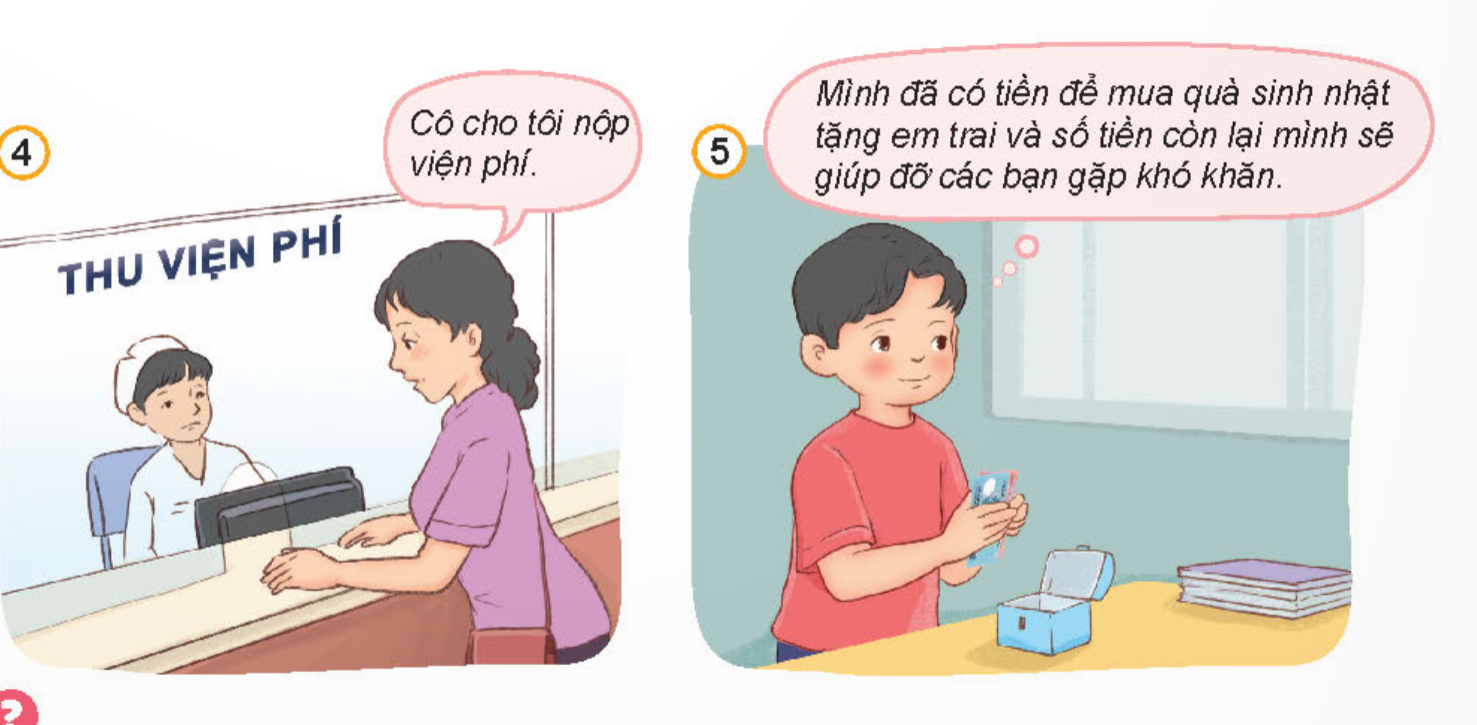 4
Cô cho tôi nộp
viện phí.
THU VIỆN PHÍ
5
Mình đã có tiền để mua quà sinh nhật
tặng em trai và số tiền còn lại mình sẽ
giúp đỡ các bạn gặp khó khăn.
?